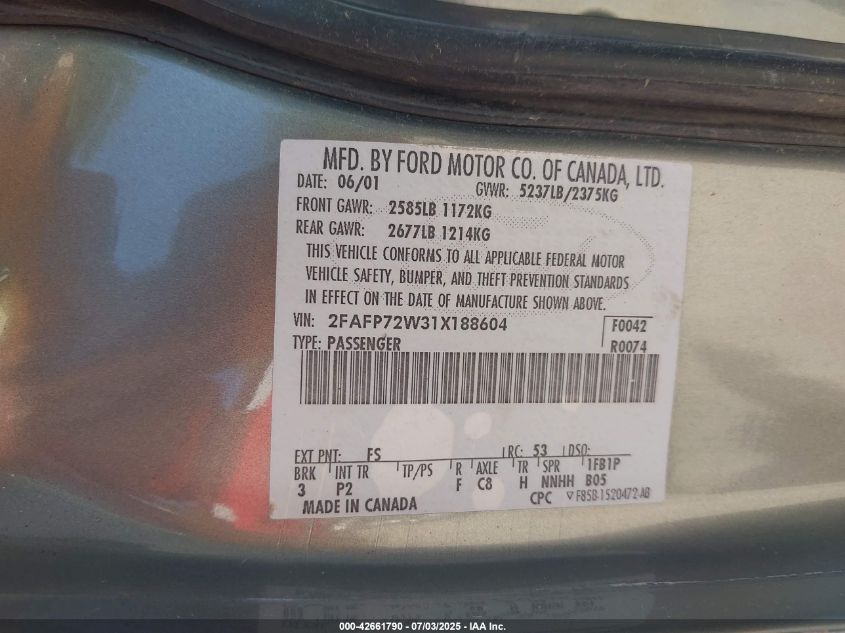 MFD. BY FORD MOTOR CO. OF CANADA, LTD.
DATE: 06/01 GVWR: 5237LB/2375KG
FRONT GAWR: 2585LB 1172KG
REAR GAWR: 2677LB 1214KG
THIS VEHICLE CONFORMS TO ALL APPLICABLE FEDERAL MOTOR
VEHICLE SAFETY, BUMPER, AND THEFT PREVENTION STANDARDS
IN EFFECT ON THE DATE OF MANUFACTURE SHOWN ABOVE.
VIN: 2FAFP72W31X188604 F0042
TYPE: PASSENGER R0074
EXT PNT: FS RC: 53 DSO:
BRK INT TR TP/PS R AXLE TR SPR 1FB1P
3 P2 F C8 H NNHH B05
MADE IN CANADA CPC F85B-1520472-AB
000-42661790 - 07/03/2025 - IAA Inc.